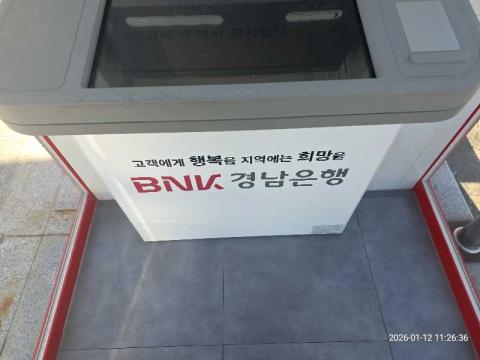 고객에게 행복을 지역에는 희망을
BNK 경남은행
2026-01-12 11:26:36